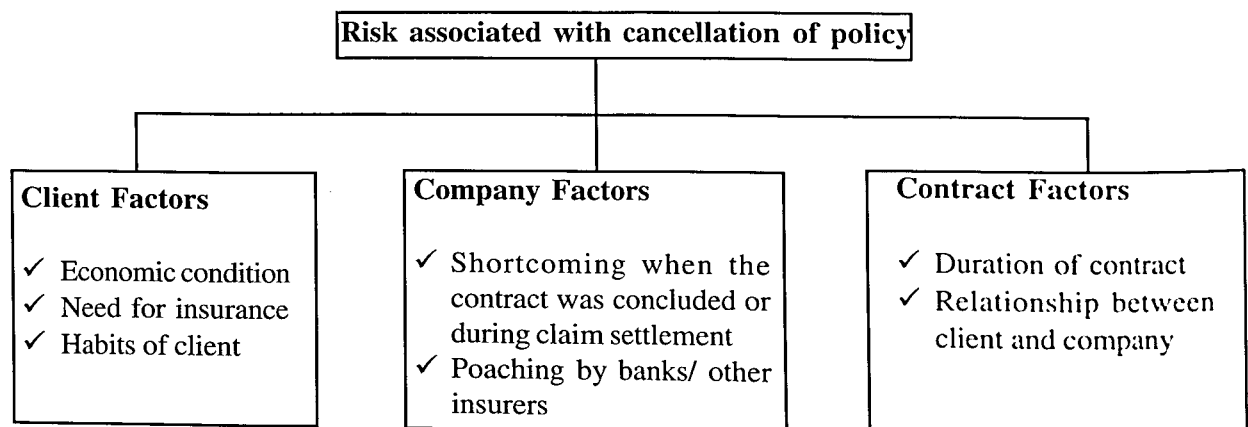 Risk associated with cancellation of policy
Client Factors
✓ Economic condition
✓ Need for insurance
✓ Habits of client
Company Factors
✓ Shortcoming when the
contract was concluded or
during claim settlement
✓ Poaching by banks/ other
insurers
Contract Factors
✓ Duration of contract
✓ Relationship between
client and company